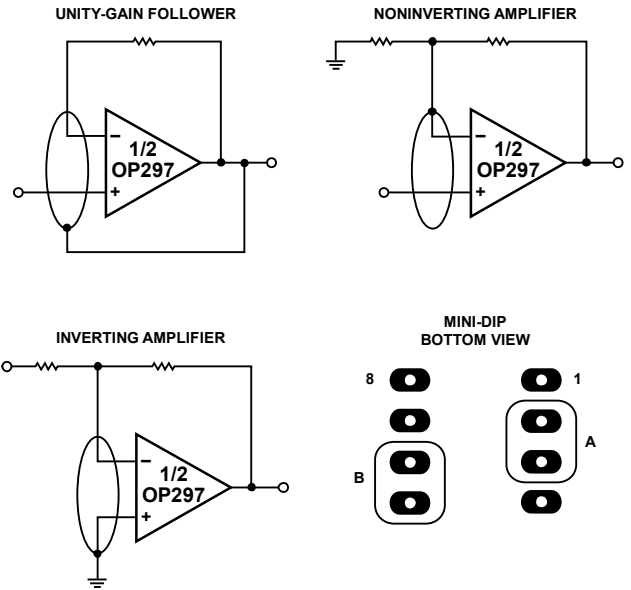 UNITY-GAIN FOLLOWER
−
1/2
OP297
+
NONINVERTING AMPLIFIER
−
1/2
OP297
+
INVERTING AMPLIFIER
−
1/2
OP297
+
MINI-DIP
BOTTOM VIEW
8
1
A
B